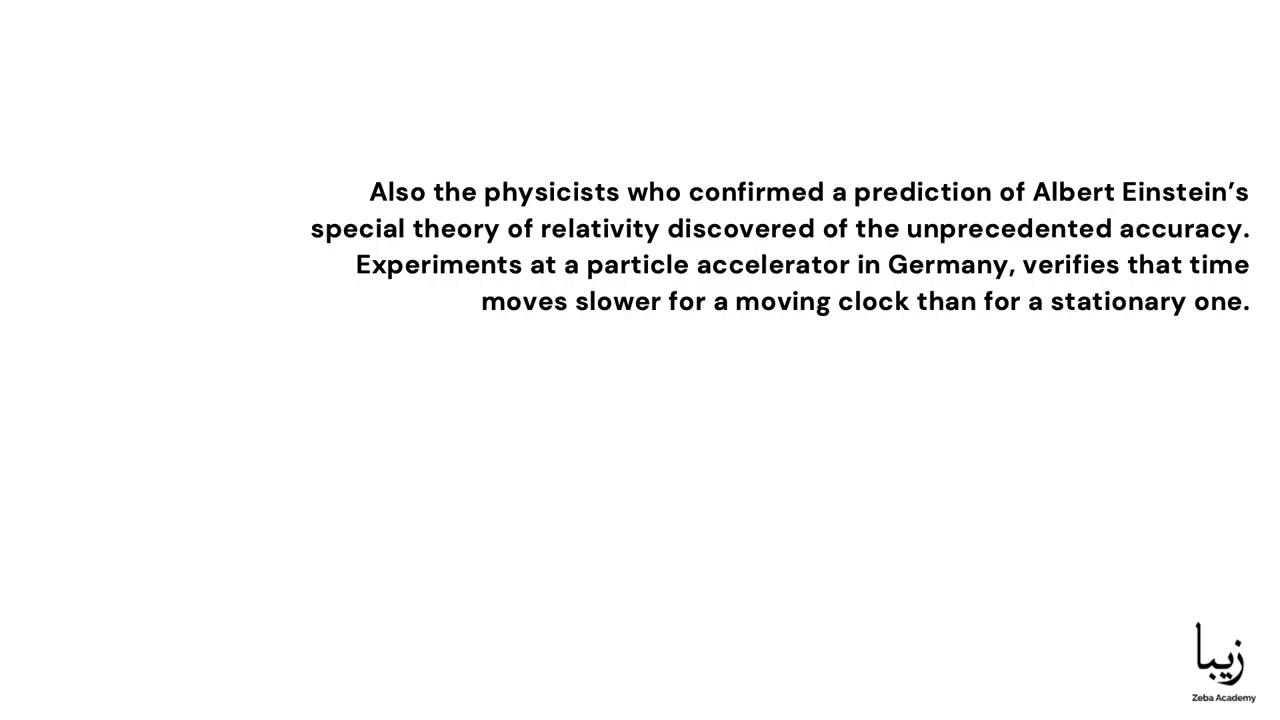 Also the physicists who confirmed a prediction of Albert Einstein’s
special theory of relativity discovered of the unprecedented accuracy.
Experiments at a particle accelerator in Germany, verifies that time
moves slower for a moving clock than for a stationary one.
زیبا
Zeba Academy